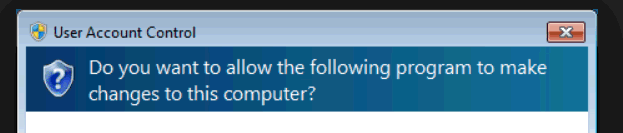 User Account Control
Do you want to allow the following program to make
changes to this computer?